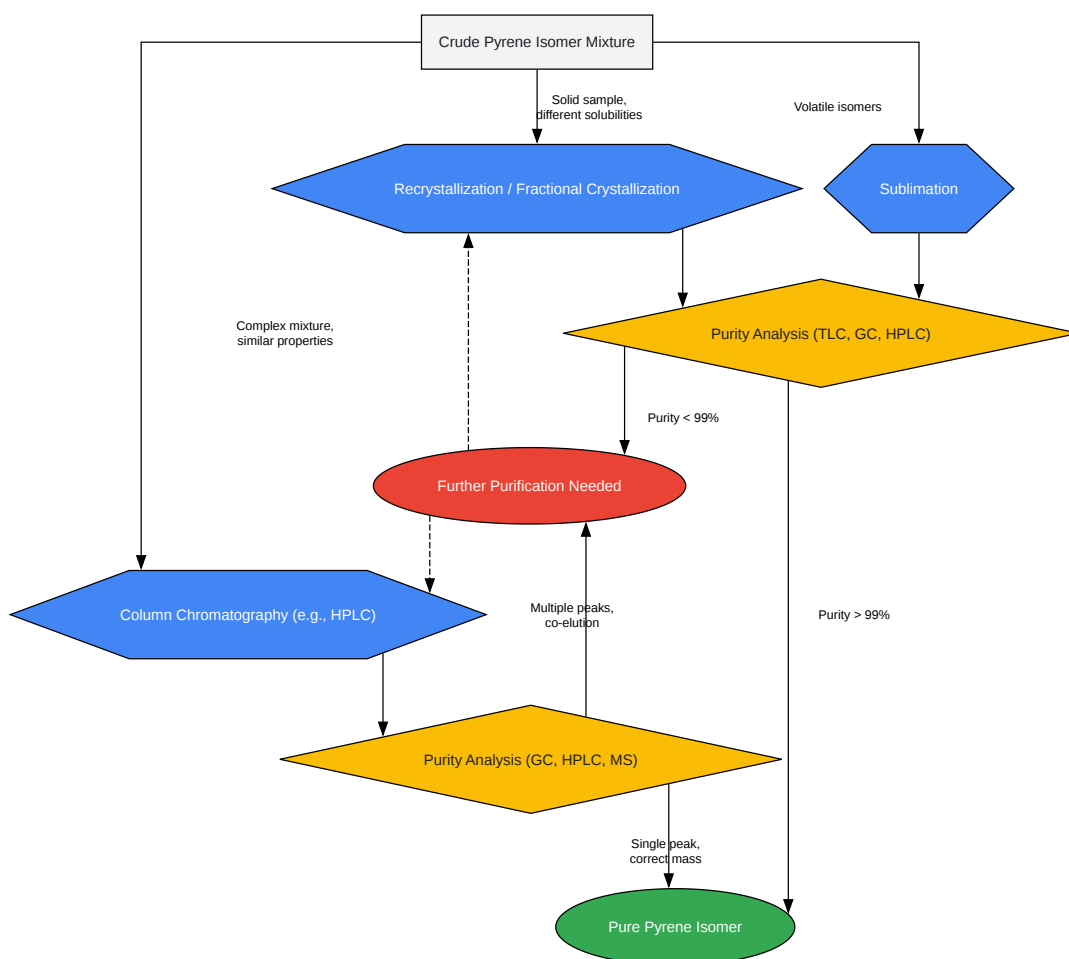 Crude Pyrene Isomer Mixture
Solid sample,
different solubilities
Volatile isomers
Recrystallization / Fractional Crystallization
Sublimation
Complex mixture,
similar properties
Purity Analysis (TLC, GC, HPLC)
Purity < 99%
Further Purification Needed
Column Chromatography (e.g., HPLC)
Multiple peaks,
co-elution
Purity > 99%
Purity Analysis (GC, HPLC, MS)
Single peak,
correct mass
Pure Pyrene Isomer